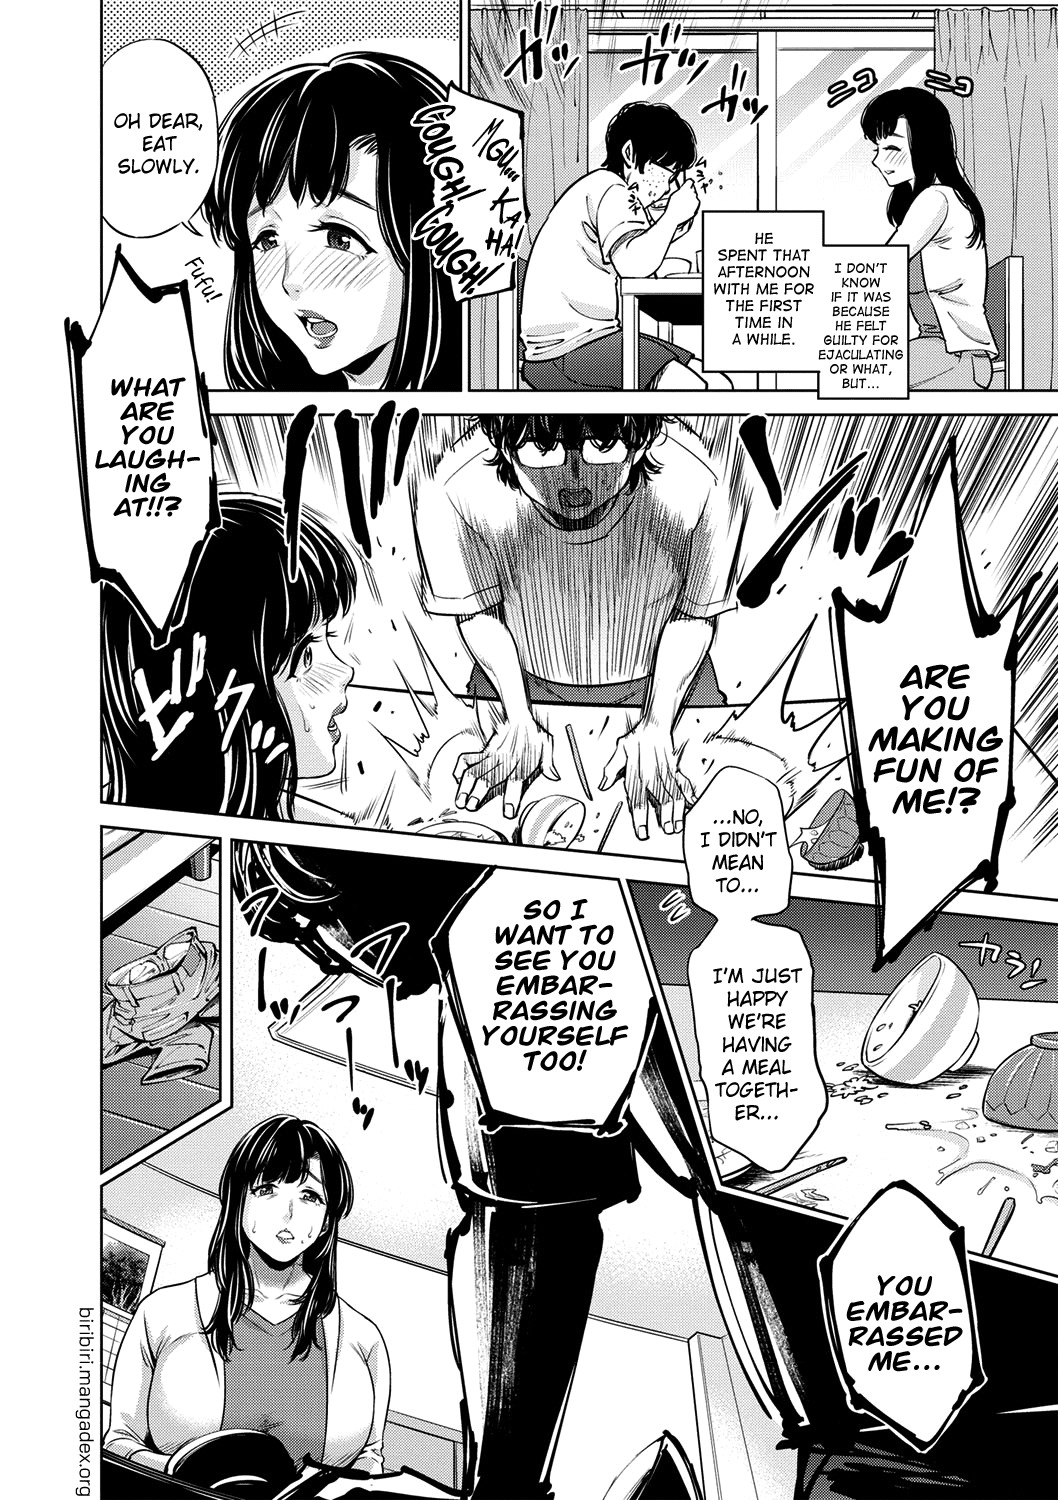 ガッ
ガッ
ガッ
ニコ
ニコ
HE
SPENT THAT
AFTERNOON
WITH ME FOR
THE FIRST
TIME IN
A WHILE.
I DON'T
KNOW
IF IT WAS
BECAUSE
HE FELT
GUILTY FOR
EJACULATING
OR WHAT,
BUT...
MGU...
KA
HA!
COUGH!
COUGH!
OH DEAR,
EAT
SLOWLY.
FUFU!
WHAT
ARE
YOU
LAUGH-
ING
AT!!?
ビクッ
ARE
YOU
MAKING
FUN OF
ME!?
...NO,
I DIDN'T
MEAN
TO...
I'M JUST
HAPPY
WE'RE
HAVING
A MEAL
TOGETH-
ER...
カラ!
YOU
EMBAR-
RASSED
ME...
SO I
WANT TO
SEE YOU
EMBAR-
RASSING
YOURSELF
TOO!
biribiri.mangadex.org